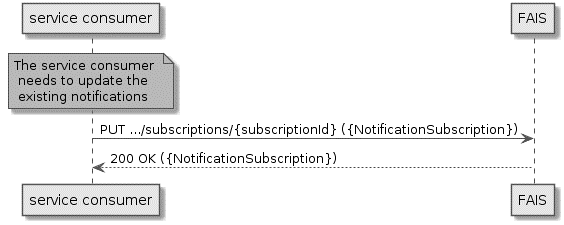 service consumer
FAIS
The service consumer
needs to update the
existing notifications
PUT .../subscriptions/{subscriptionId} ({NotificationSubscription})
200 OK ({NotificationSubscription})
service consumer
FAIS